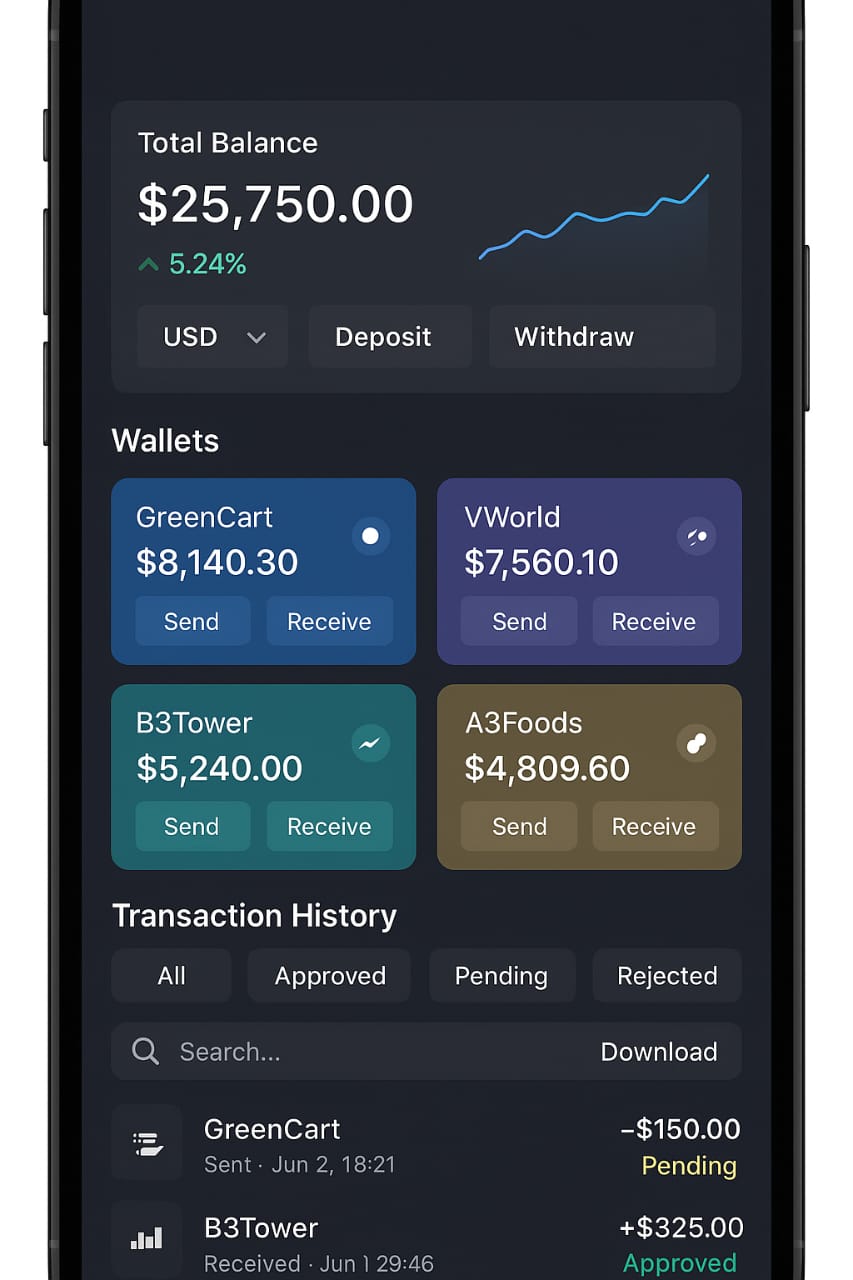 Total Balance
$25,750.00
5.24%
USD Deposit Withdraw
Wallets
GreenCart
$8,140.30
Send Receive
VWorld
$7,560.10
Send Receive
B3Tower
$5,240.00
Send Receive
A3Foods
$4,809.60
Send Receive
Transaction History
All Approved Pending Rejected
Search... Download
GreenCart −$150.00
Sent · Jun 2, 18:21 Pending
B3Tower +$325.00
Received · Jun 1 29:46 Approved